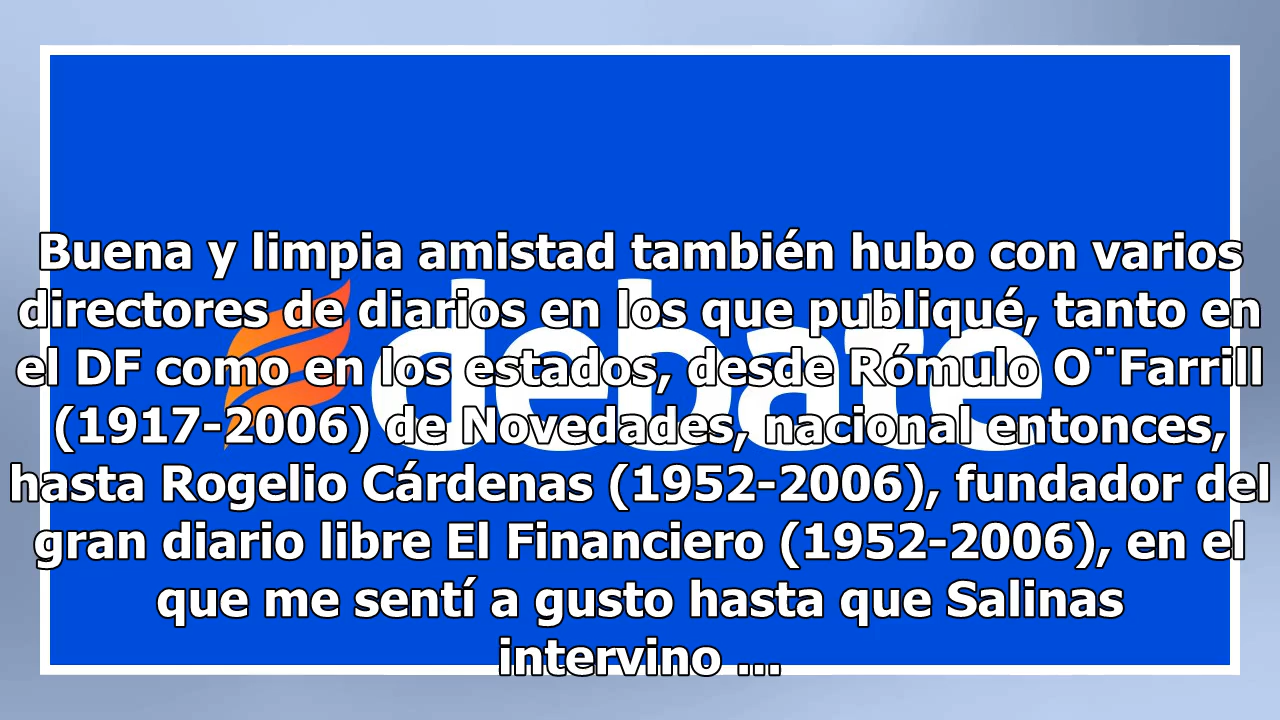 Buena y limpia amistad también hubo con varios
directores de diarios en los que publiqué, tanto en
el DF como en los estados, desde Rómulo O¨Farrill
(1917-2006) de Novedades, nacional entonces,
hasta Rogelio Cárdenas (1952-2006), fundador del
gran diario libre El Financiero (1952-2006), en el
que me sentí a gusto hasta que Salinas
intervino ...
debate